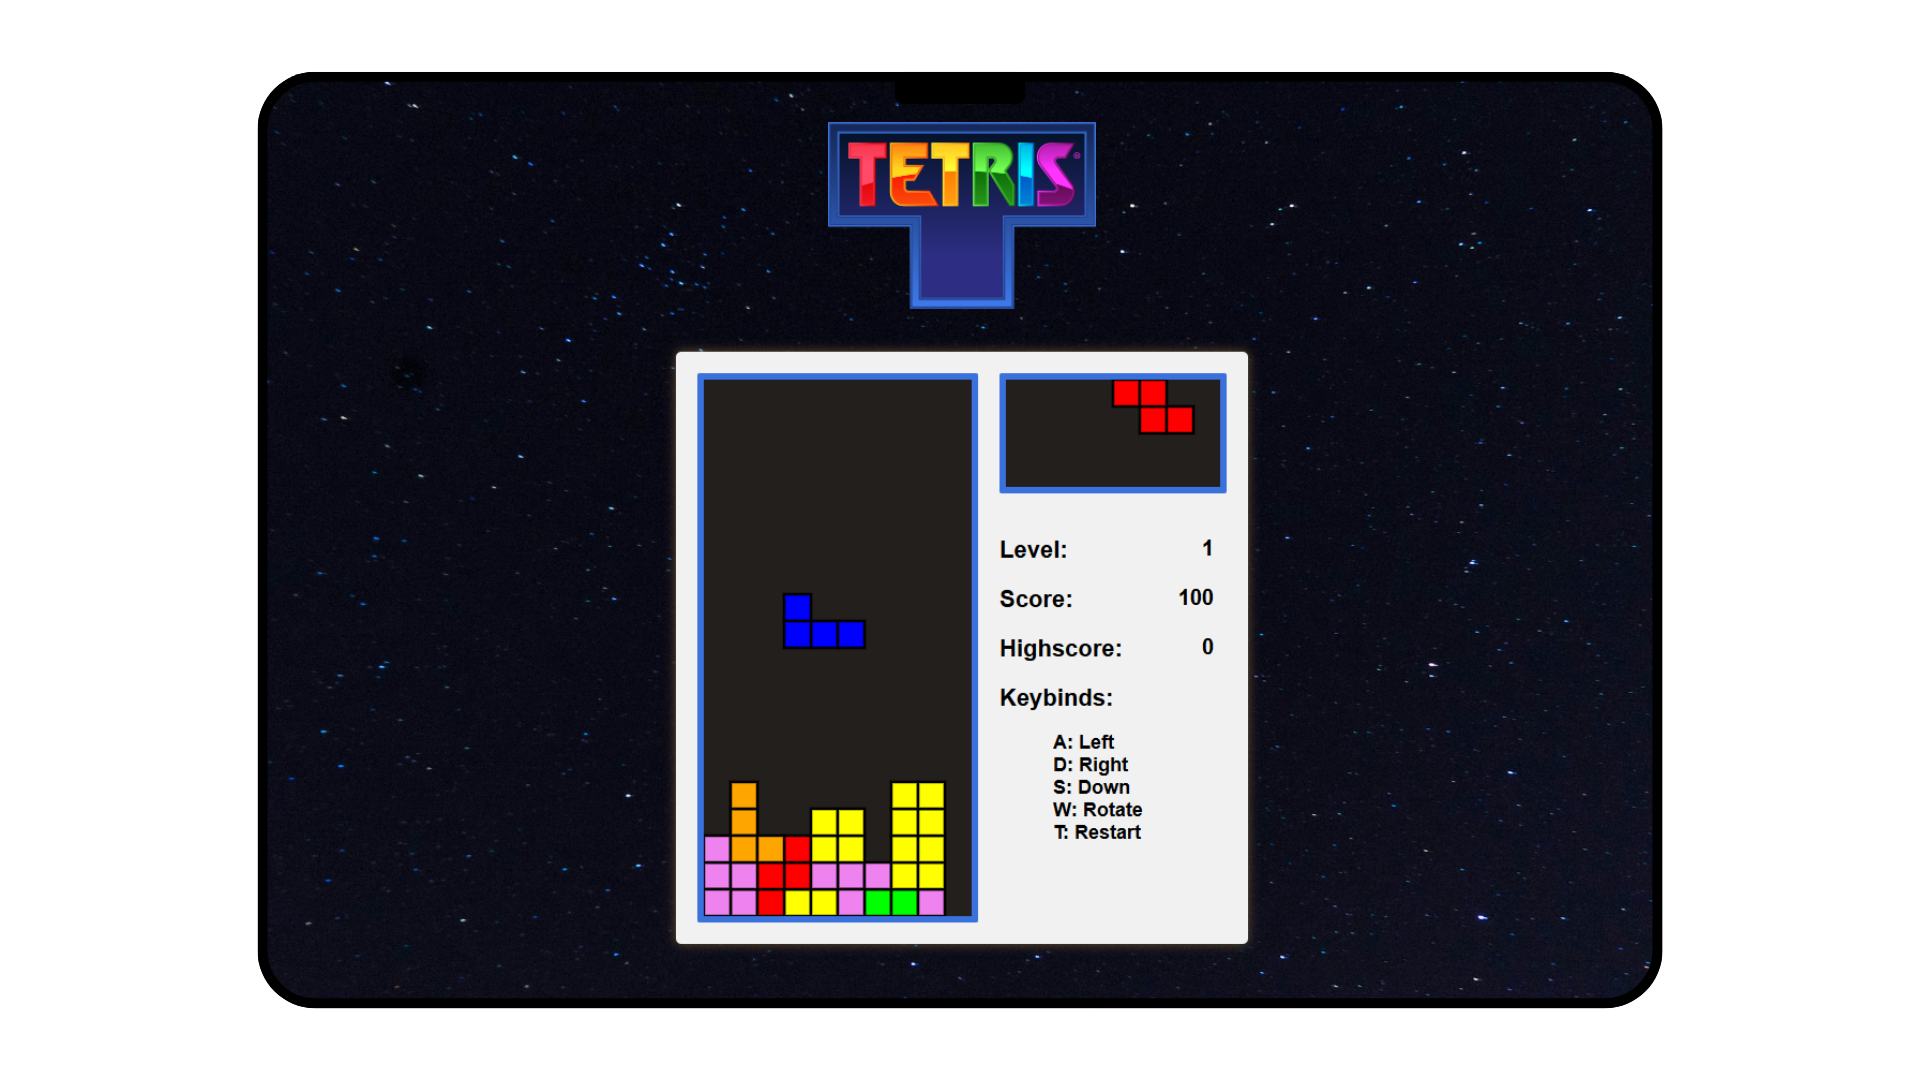 TETRIS®
Level: 1
Score: 100
Highscore: 0
Keybinds:
A: Left
D: Right
S: Down
W: Rotate
T: Restart